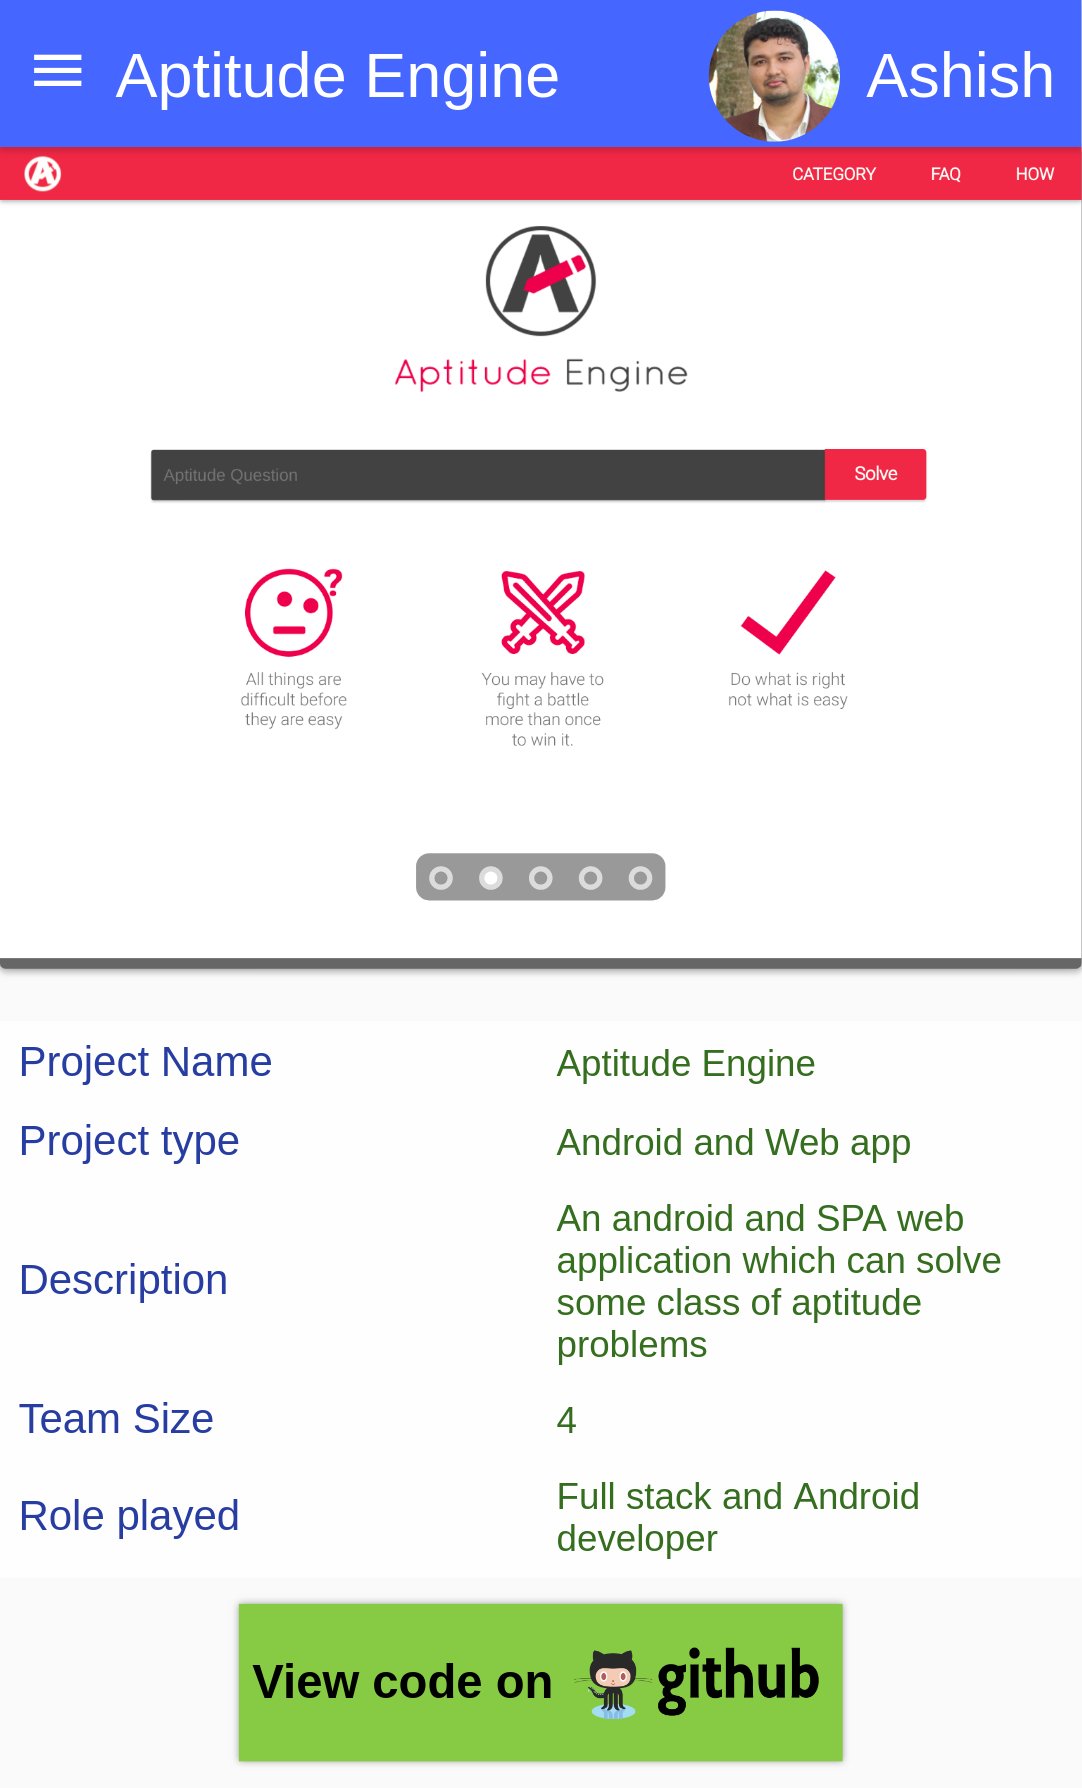 Aptitude Engine
Ashish
CATEGORY FAQ HOW
A
Aptitude Engine
Aptitude Question
Solve
?
All things are
difficult before
they are easy
You may have to
fight a battle
more than once
to win it.
Do what is right
not what is easy
Project Name
Aptitude Engine
Project type
Android and Web app
Description
An android and SPA web
application which can solve
some class of aptitude
problems
Team Size
4
Role played
Full stack and Android
developer
View code on github